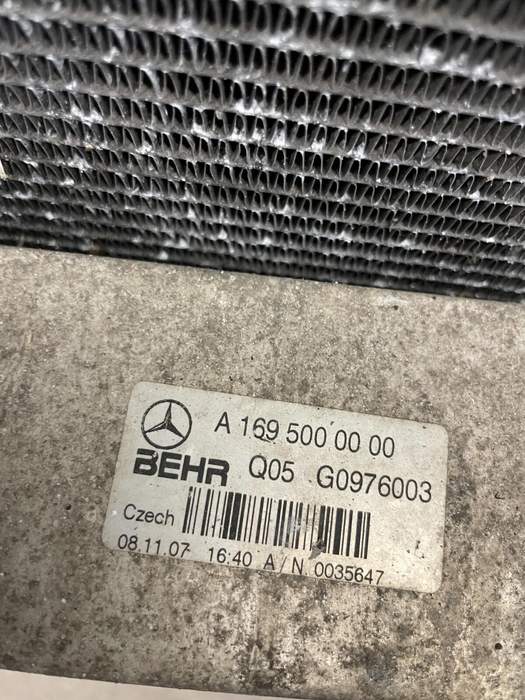 A 169 500 00 00
BEHR Q05 G0976003
Czech
08.11.07 16:40 A/N 0035647